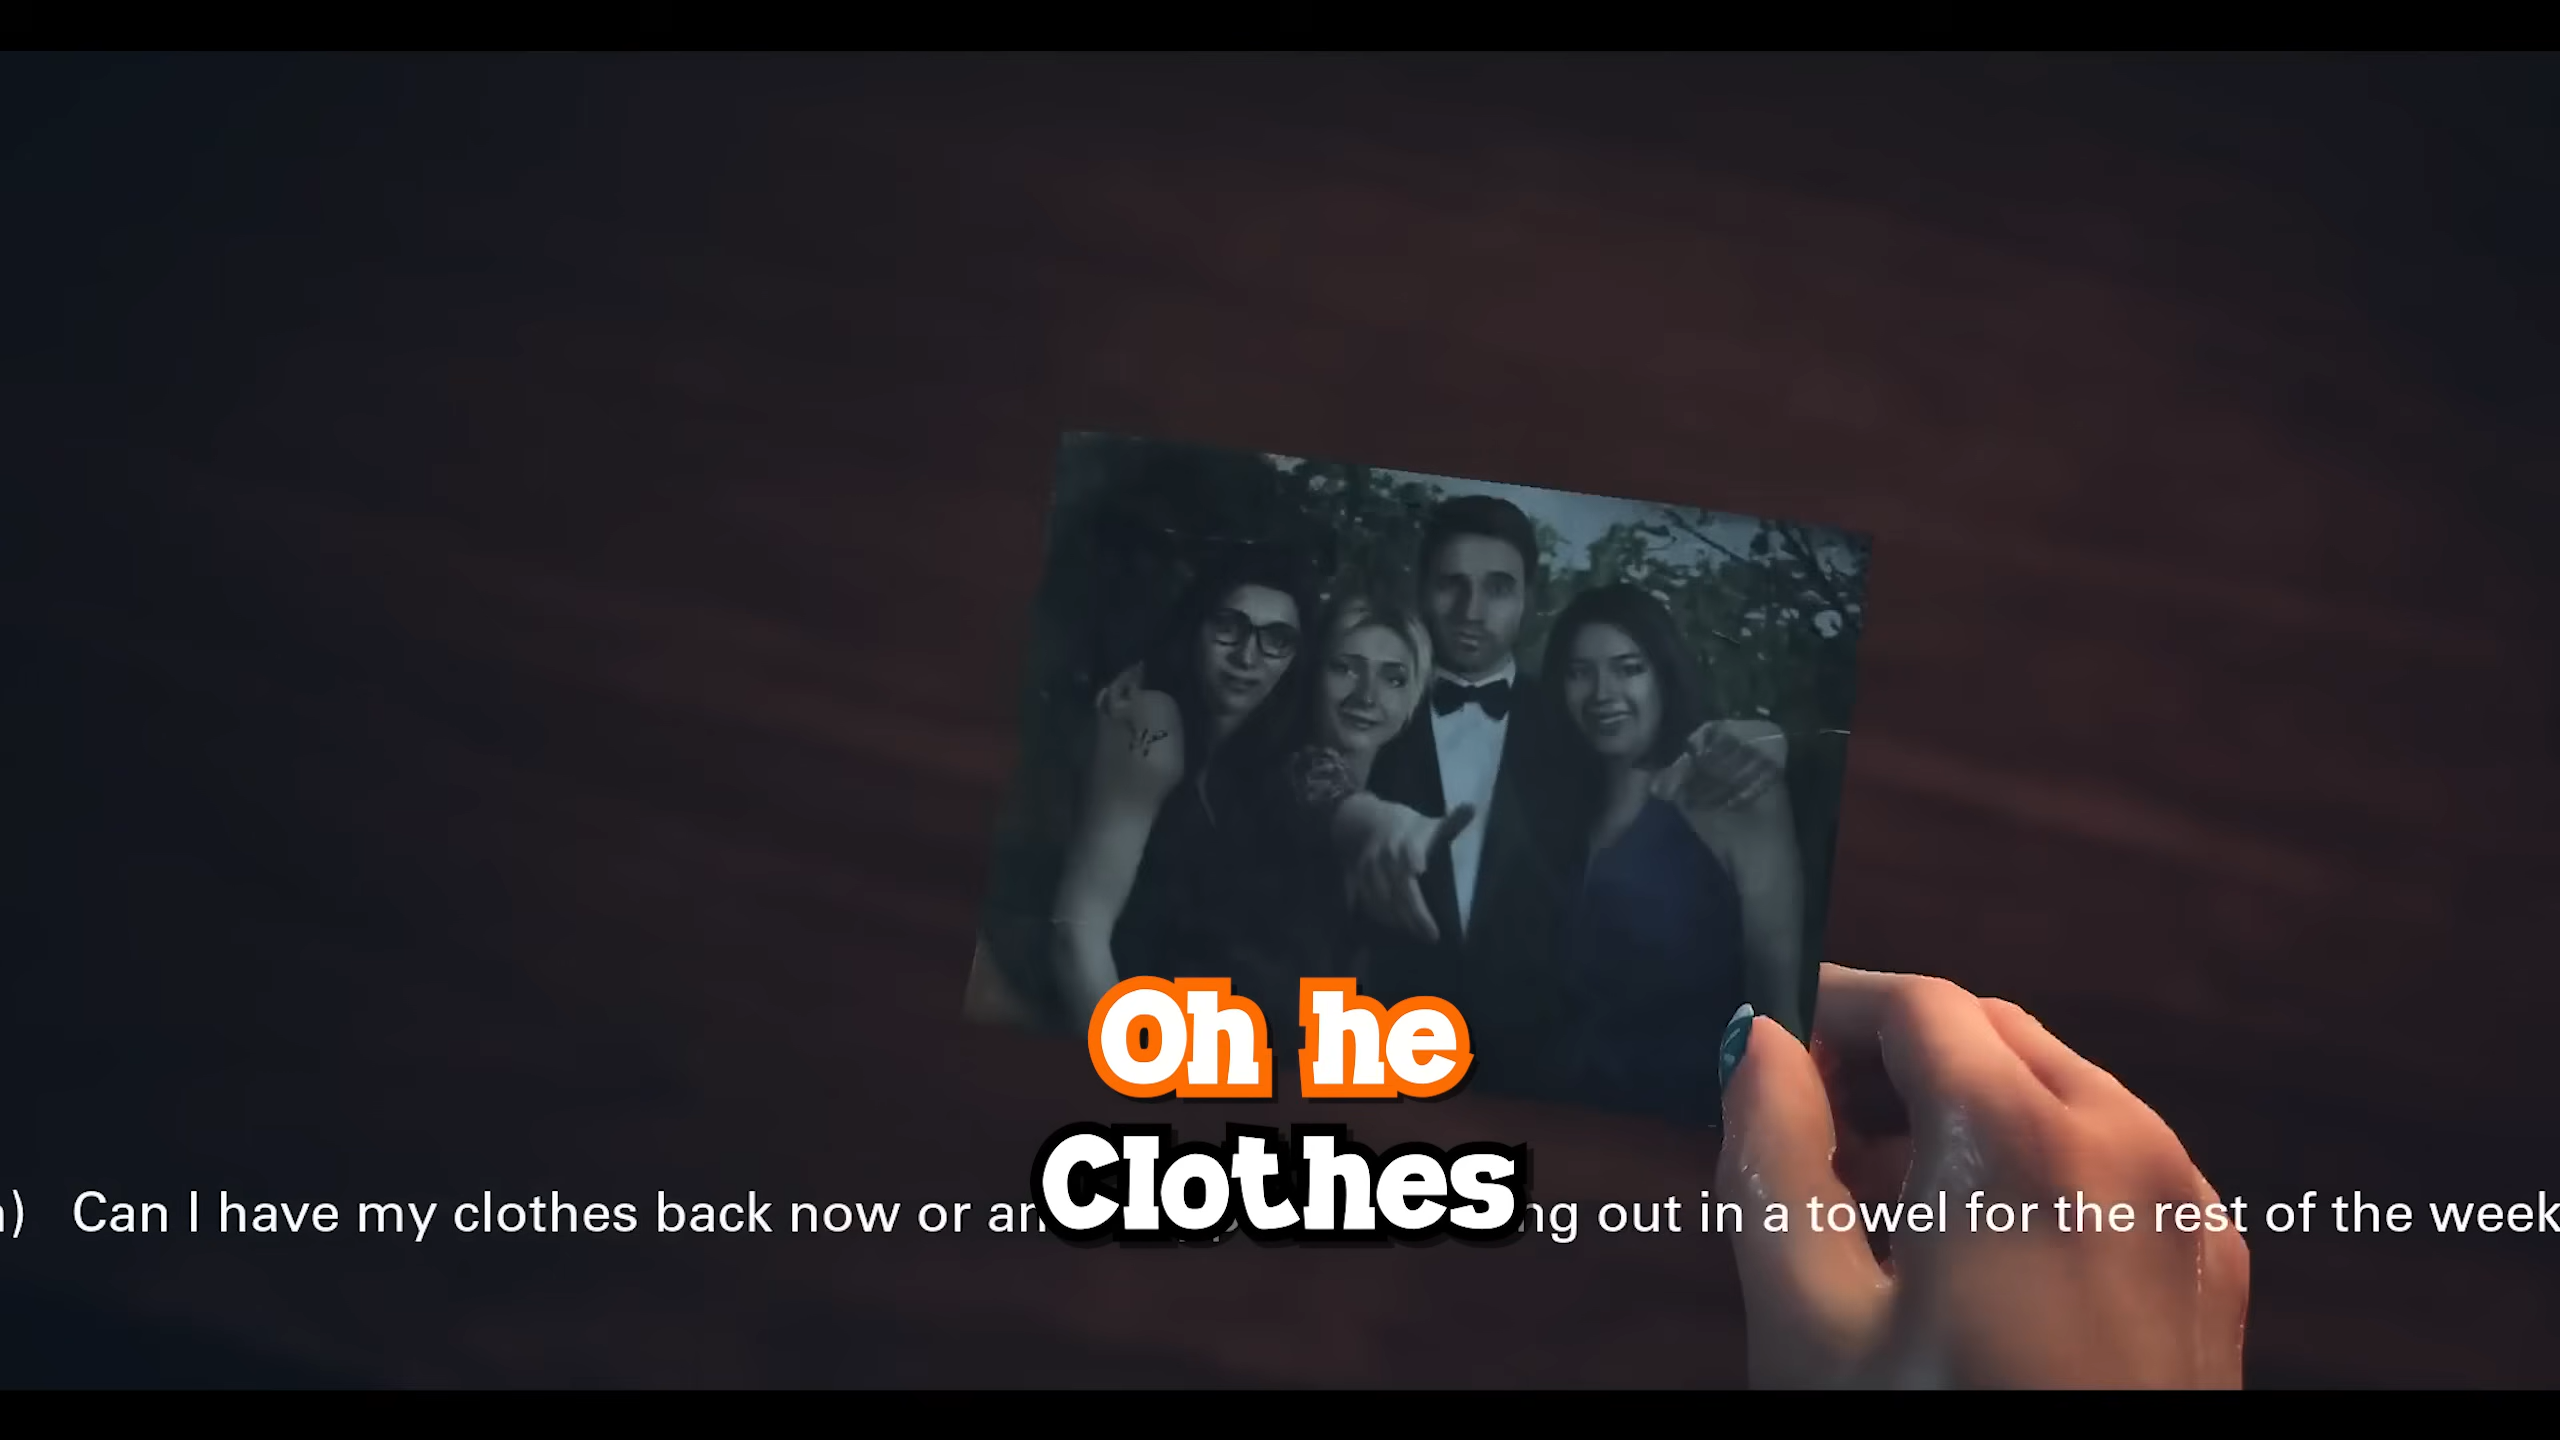 Oh he
Clothes
Can I have my clothes back now or an ng out in a towel for the rest of the week